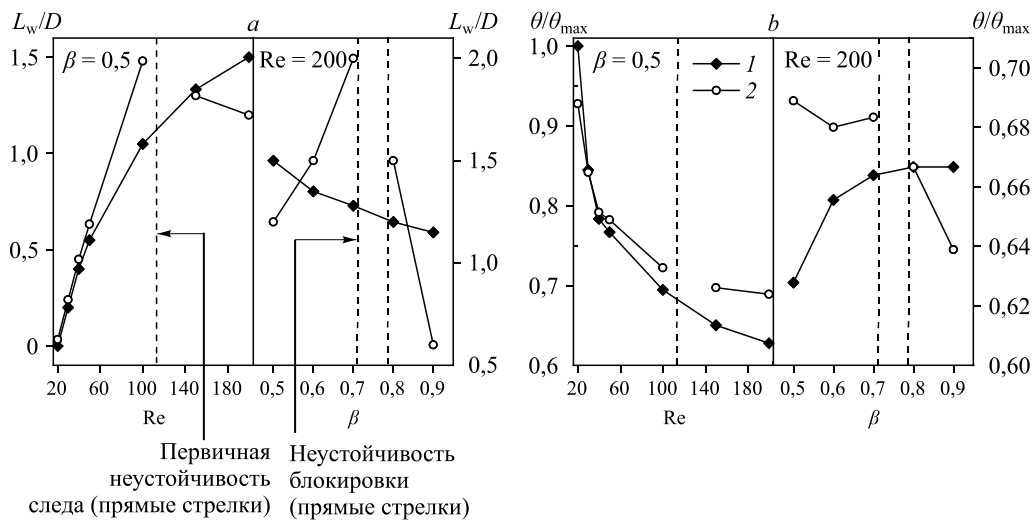 L_w/D a L_w/D
β = 0,5 Re = 200
1,5
1,0
0,5
0
2,0
1,5
1,0
0,5
20 60 100 140 180 0,5 0,6 0,7 0,8 0,9
Re β
Первичная
неустойчивость
следа (прямые стрелки)
Неустойчивость
блокировки
(прямые стрелки)
θ/θ_max b θ/θ_max
β = 0,5 1 Re = 200
2
1,0
0,9
0,8
0,7
0,6
0,70
0,68
0,66
0,64
0,62
0,60
20 60 100 140 180 0,5 0,6 0,7 0,8 0,9
Re β